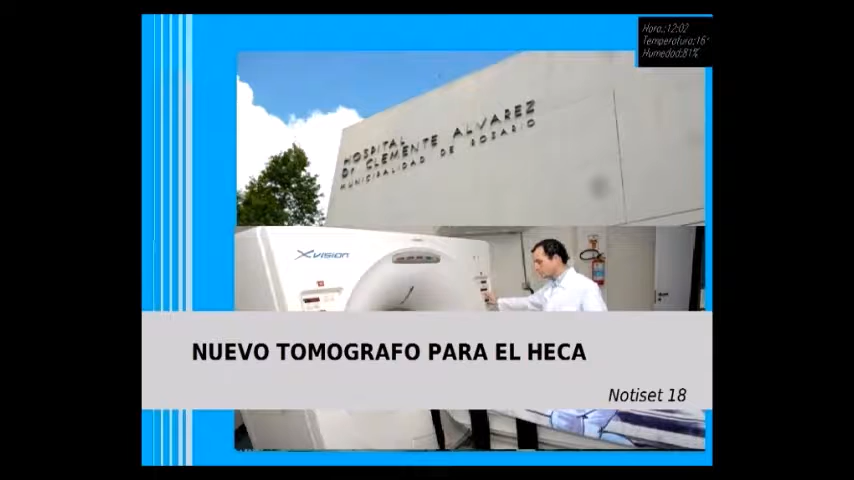 Hora.:12:02
Temperatura:16°
Humedad:81%
HOSPITAL
Dr CLEMENTE ALVAREZ
MUNICIPALIDAD DE ROSARIO
Xvision
NUEVO TOMOGRAFO PARA EL HECA
Notiset 18